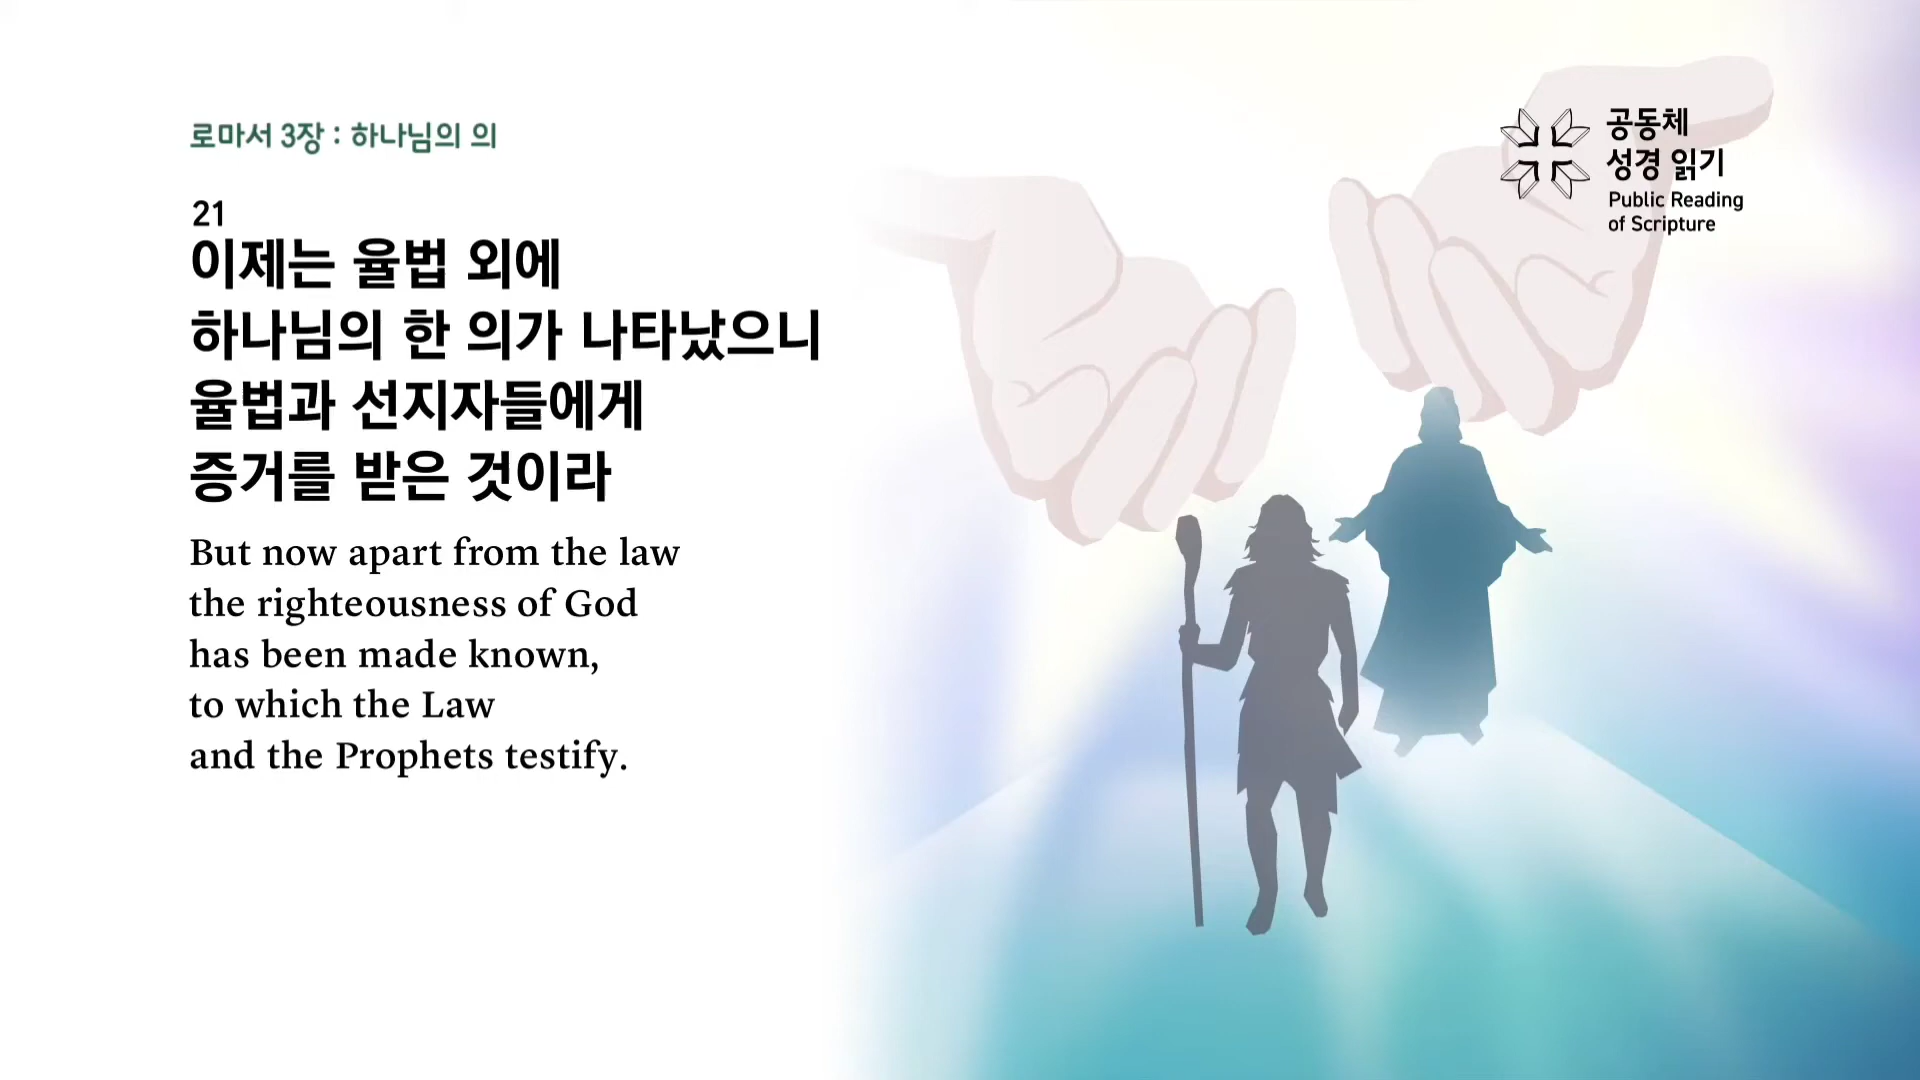 로마서 3장 : 하나님의 의
21
이제는 율법 외에
하나님의 한 의가 나타났으니
율법과 선지자들에게
증거를 받은 것이라
But now apart from the law
the righteousness of God
has been made known,
to which the Law
and the Prophets testify.
공동체
성경 읽기
Public Reading
of Scripture